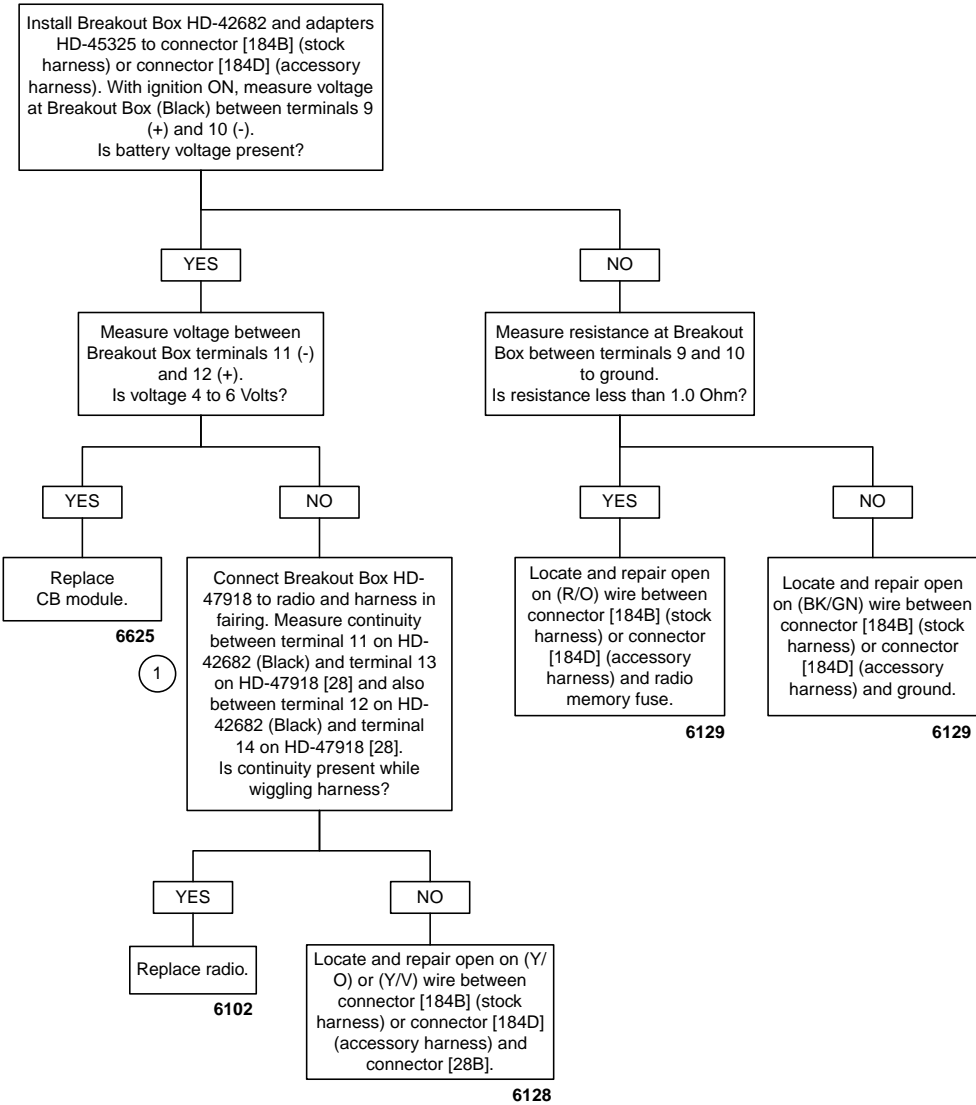 Install Breakout Box HD-42682 and adapters
HD-45325 to connector [184B] (stock
harness) or connector [184D] (accessory
harness). With ignition ON, measure voltage
at Breakout Box (Black) between terminals 9
(+) and 10 (-).
Is battery voltage present?
YES
NO
Measure voltage between
Breakout Box terminals 11 (-)
and 12 (+).
Is voltage 4 to 6 Volts?
Measure resistance at Breakout
Box between terminals 9 and 10
to ground.
Is resistance less than 1.0 Ohm?
YES
NO
YES
NO
Replace
CB module.
6625
1
Connect Breakout Box HD-
47918 to radio and harness in
fairing. Measure continuity
between terminal 11 on HD-
42682 (Black) and terminal 13
on HD-47918 [28] and also
between terminal 12 on HD-
42682 (Black) and terminal
14 on HD-47918 [28].
Is continuity present while
wiggling harness?
Locate and repair open
on (R/O) wire between
connector [184B] (stock
harness) or connector
[184D] (accessory
harness) and radio
memory fuse.
6129
Locate and repair open
on (BK/GN) wire between
connector [184B] (stock
harness) or connector
[184D] (accessory
harness) and ground.
6129
YES
NO
Replace radio.
6102
Locate and repair open on (Y/
O) or (Y/V) wire between
connector [184B] (stock
harness) or connector [184D]
(accessory harness) and
connector [28B].
6128